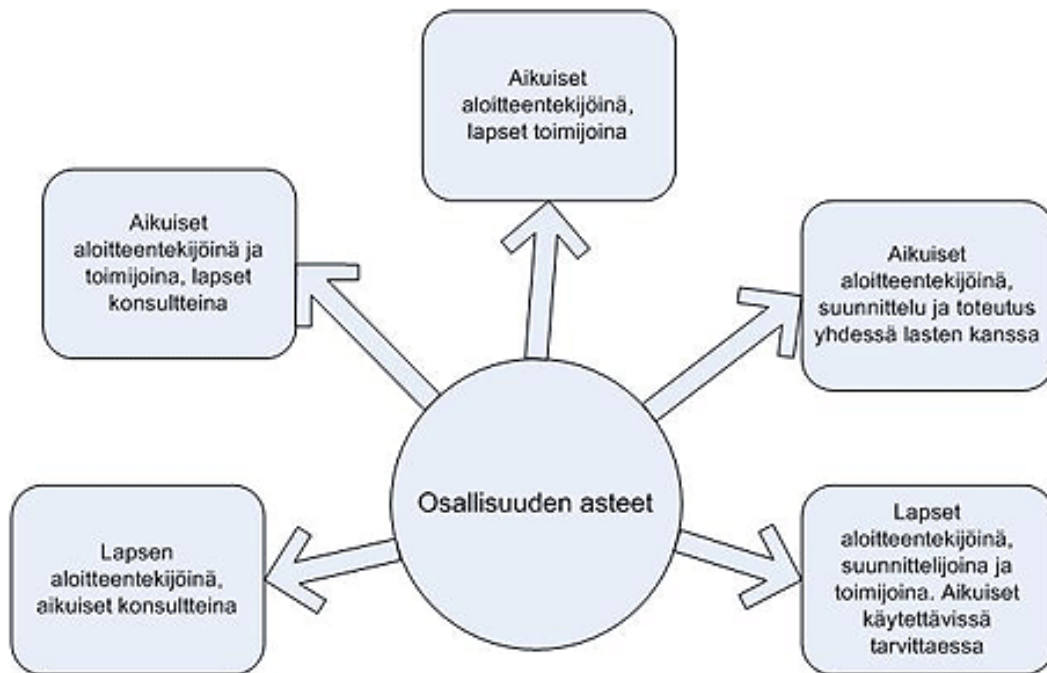 Aikuiset
aloitteentekijöinä,
lapset toimijoina
Aikuiset
aloitteentekijöinä ja
toimijoina, lapset
konsultteina
Aikuiset
aloitteentekijöinä,
suunnittelu ja toteutus
yhdessä lasten kanssa
Osallisuuden asteet
Lapsen
aloitteentekijöinä,
aikuiset konsultteina
Lapset
aloitteentekijöinä,
suunnittelijoina ja
toimijoina. Aikuiset
käytettävissä
tarvittaessa